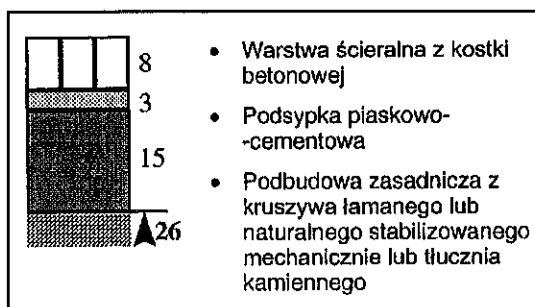 8
3
15
26
• Warstwa ścieralna z kostki
betonowej
• Podsypka piaskowo-
-cementowa
• Podbudowa zasadnicza z
kruszywa łamanego lub
naturalnego stabilizowanego
mechanicznie lub tłucznia
kamiennego